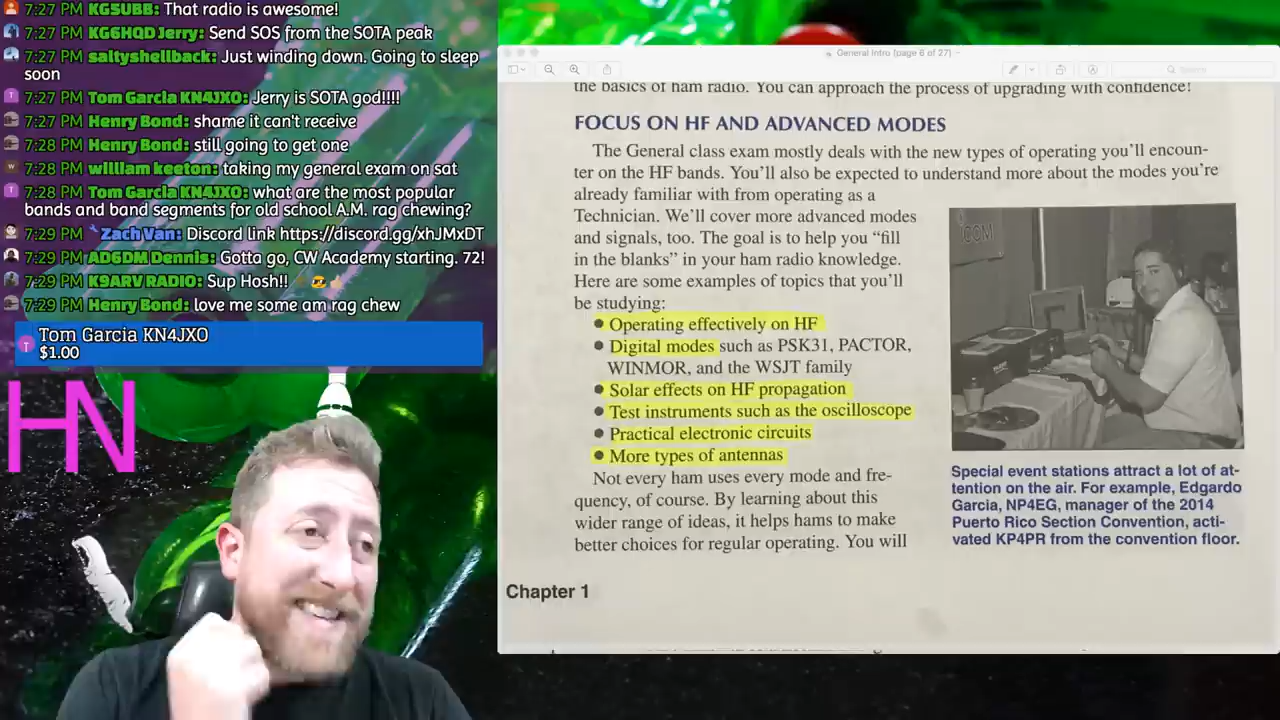 7:27 PM KGSUBB: That radio is awesome!
7:27 PM KG6HQD Jerry: Send SOS from the SOTA peak
7:27 PM saltyshellback: Just winding down. Going to sleep
soon
7:27 PM Tom Garcia KN4JXO: Jerry is SOTA god!!!!
7:27 PM Henry Bond: shame it can't receive
7:28 PM Henry Bond: still going to get one
7:28 PM william keeton: taking my general exam on sat
7:28 PM Tom Garcia KN4JXO: what are the most popular
bands and band segments for old school A.M. rag chewing?
7:29 PM Zach Van: Discord link https://discord.gg/xhJMxDT
7:29 PM AD6DM Dennis: Gotta go, CW Academy starting. 72!
7:29 PM K9ARV RADIO: Sup Hosh!!
7:29 PM Henry Bond: love me some am rag chew
T Tom Garcia KN4JXO
$1.00
HN
General Intro (page 6 of 27)
Search
the basics of ham radio. You can approach the process of upgrading with confidence!
FOCUS ON HF AND ADVANCED MODES
The General class exam mostly deals with the new types of operating you'll encoun-
ter on the HF bands. You'll also be expected to understand more about the modes you're
already familiar with from operating as a
Technician. We'll cover more advanced modes
and signals, too. The goal is to help you “fill
in the blanks” in your ham radio knowledge.
Here are some examples of topics that you'll
be studying:
● Operating effectively on HF
● Digital modes such as PSK31, PACTOR,
WINMOR, and the WSJT family
● Solar effects on HF propagation
● Test instruments such as the oscilloscope
● Practical electronic circuits
● More types of antennas
Not every ham uses every mode and fre-
quency, of course. By learning about this
wider range of ideas, it helps hams to make
better choices for regular operating. You will
Special event stations attract a lot of at-
tention on the air. For example, Edgardo
Garcia, NP4EG, manager of the 2014
Puerto Rico Section Convention, acti-
vated KP4PR from the convention floor.
Chapter 1